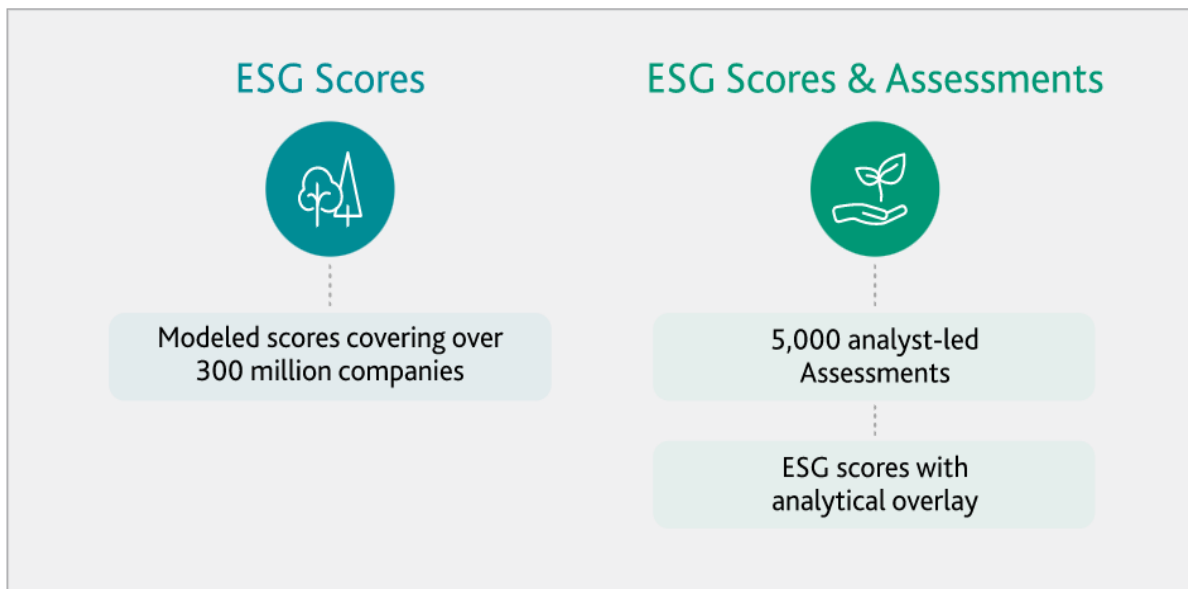 ESG Scores
Modeled scores covering over
300 million companies
ESG Scores & Assessments
5,000 analyst-led
Assessments
ESG scores with
analytical overlay